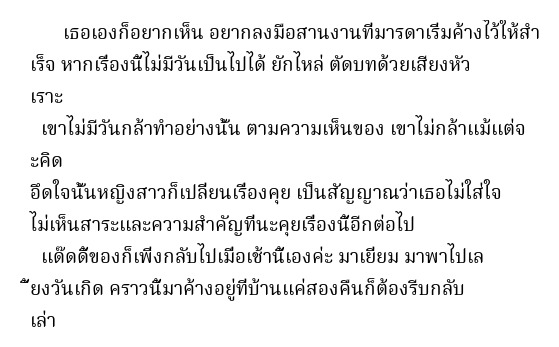 เธอเองก็อยากเห็น อยากลงมือสานงานที่มารดาเริ่มค้างไว้ให้สำ
เร็จ หากเรื่องนี้ไม่มีวันเป็นไปได้ ยักไหล่ ตัดบทด้วยเสียงหัว
เราะ
เขาไม่มีวันกล้าทำอย่างนั้น ตามความเห็นของ เขาไม่กล้าแม้แต่จ
ะคิด
อึดใจนั้นหญิงสาวก็เปลี่ยนเรื่องคุย เป็นสัญญาณว่าเธอไม่ใส่ใจ
ไม่เห็นสาระและความสำคัญที่นะคุยเรื่องนี้อีกต่อไป
แด๊ดดี้ของก็เพิ่งกลับไปเมื่อเช้านี้เองค่ะ มาเยี่ยม มาพาไปเล
ี้ยงวันเกิด คราวนี้มาค้างอยู่ที่บ้านแค่สองคืนก็ต้องรีบกลับ
เล่า